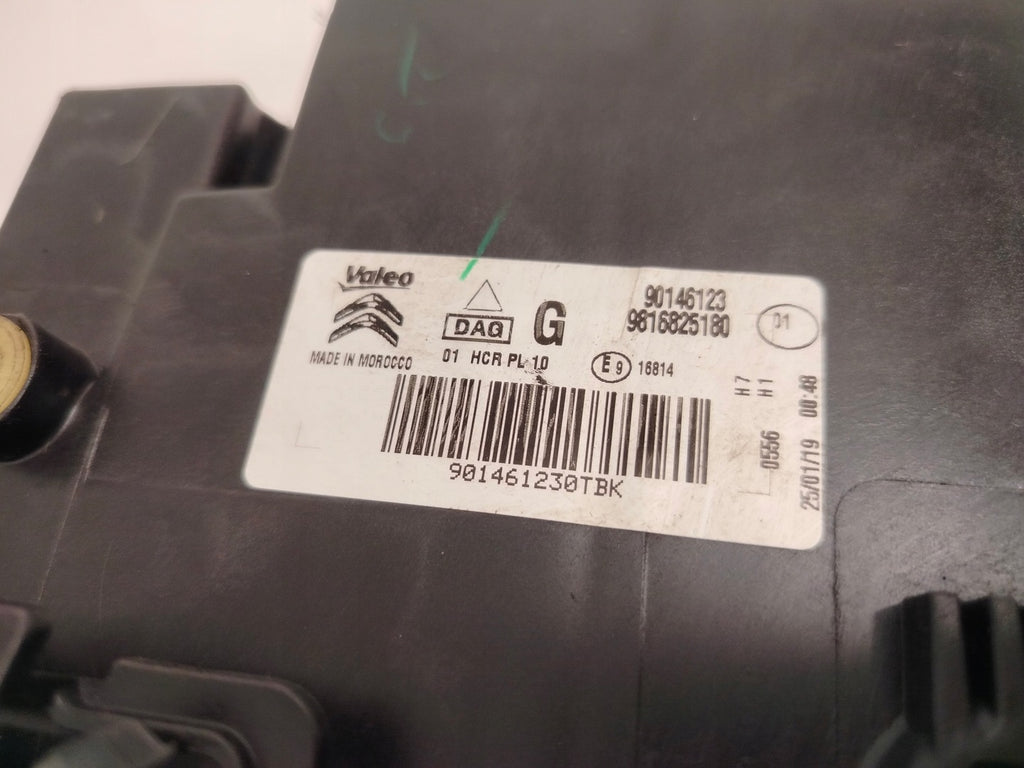 Valeo
MADE IN MOROCCO
DAQ
01 HCR PL 10
G
90146123
9816825180
01
E9 16814
901461230TBK
H7
H1
0556
25/01/19 00:48